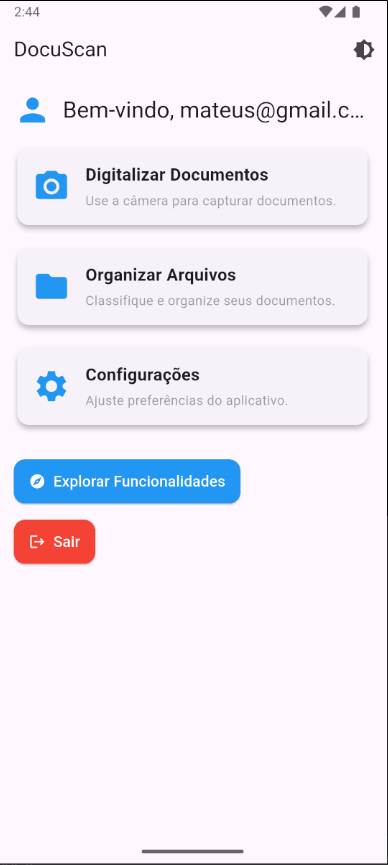 2:44
DocuScan
Bem-vindo, mateus@gmail.c...
Digitalizar Documentos
Use a câmera para capturar documentos.
Organizar Arquivos
Classifique e organize seus documentos.
Configurações
Ajuste preferências do aplicativo.
Explorar Funcionalidades
Sair